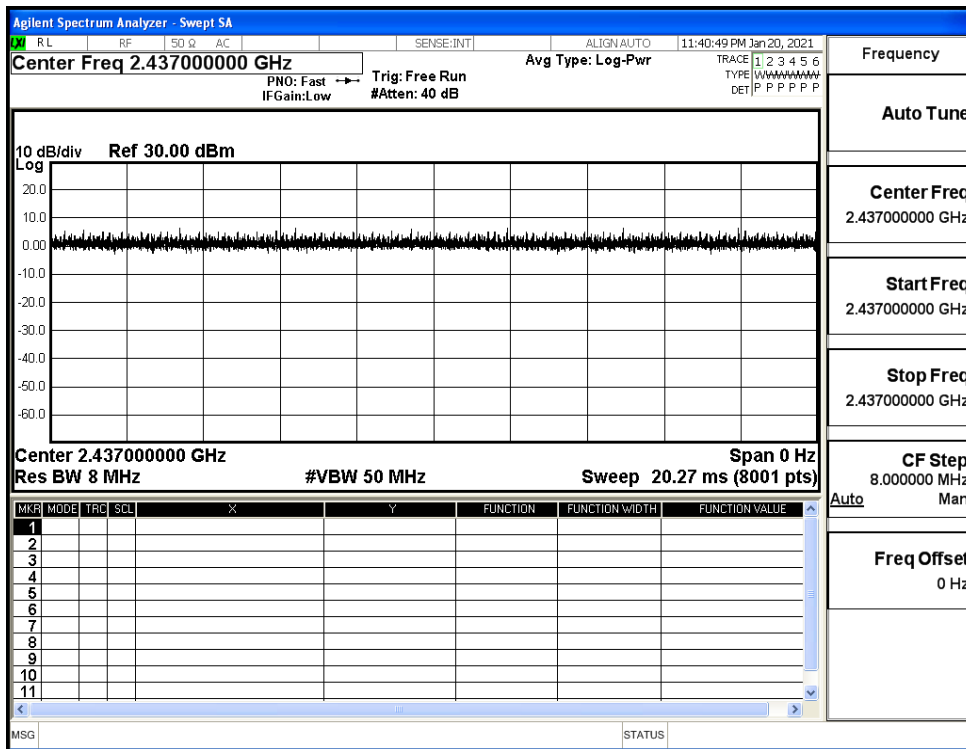 Agilent Spectrum Analyzer - Swept SA
LXI RL RF 50 Ω AC SENSE:INT ALIGN AUTO 11:40:49 PM Jan 20, 2021
Center Freq 2.437000000 GHz
PNO: Fast
IFGain:Low
Trig: Free Run
#Atten: 40 dB
Avg Type: Log-Pwr
TRACE 1 2 3 4 5 6
TYPE W
DET P P P P P P
Frequency
Auto Tune
10 dB/div Ref 30.00 dBm
Log
20.0
10.0
0.00
-10.0
-20.0
-30.0
-40.0
-50.0
-60.0
Center 2.437000000 GHz Span 0 Hz
Res BW 8 MHz #VBW 50 MHz Sweep 20.27 ms (8001 pts)
Center Freq
2.437000000 GHz
Start Freq
2.437000000 GHz
Stop Freq
2.437000000 GHz
CF Step
8.000000 MHz
Auto Man
Freq Offset
0 Hz
MKR MODE TRC SCL X Y FUNCTION FUNCTION WIDTH FUNCTION VALUE
1
2
3
4
5
6
7
8
9
10
11
MSG STATUS